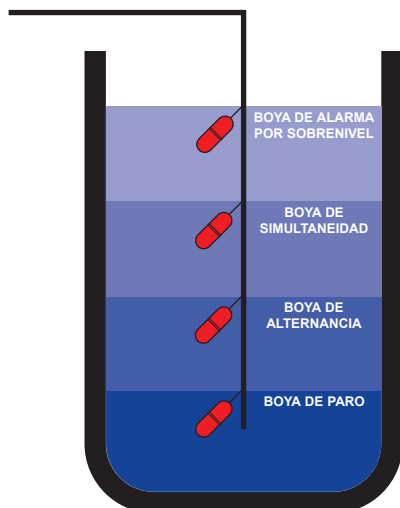 BOYA DE ALARMA
POR SOBRENIVEL
BOYA DE
SIMULTANEIDAD
BOYA DE
ALTERNANCIA
BOYA DE PARO